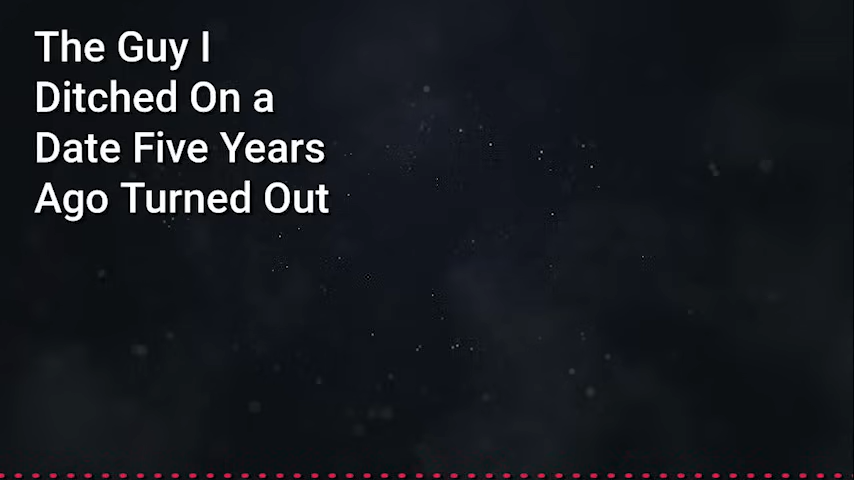 The Guy I
Ditched On a
Date Five Years
Ago Turned Out